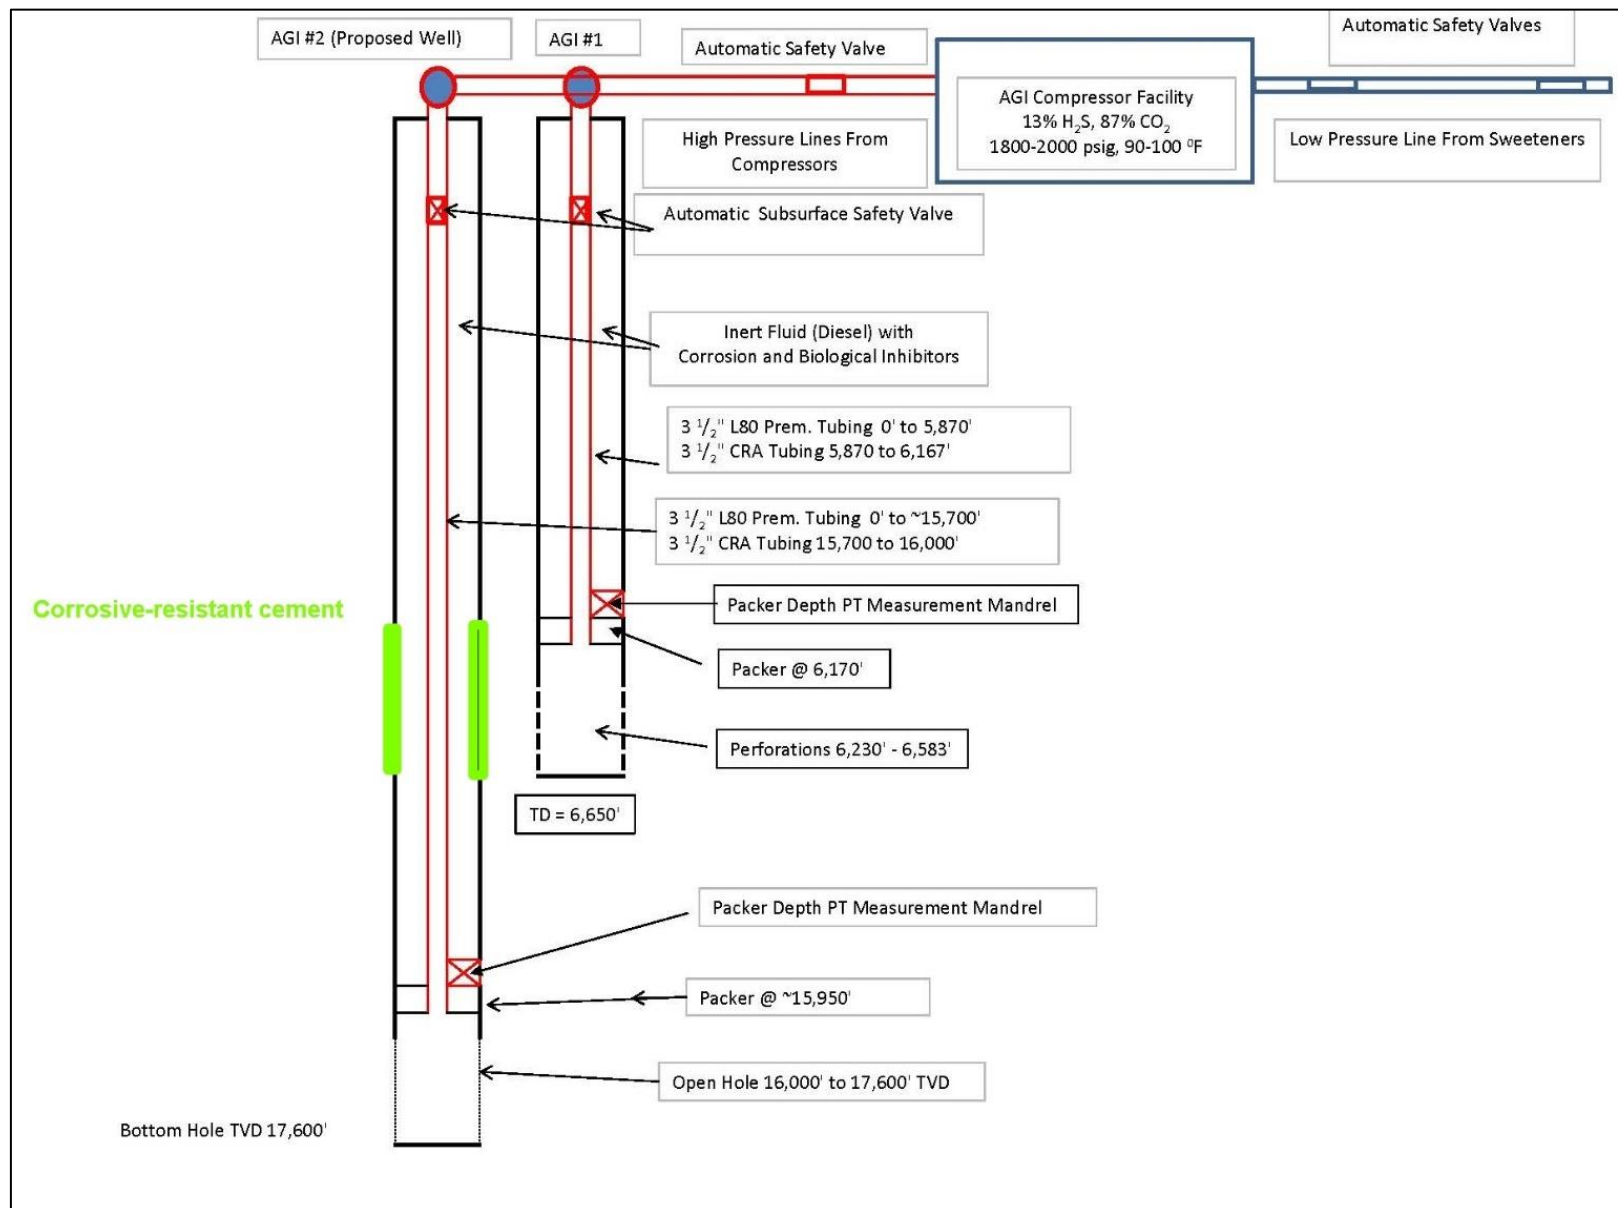 AGI #2 (Proposed Well)
AGI #1
Automatic Safety Valve
Automatic Safety Valves
AGI Compressor Facility
13% H₂S, 87% CO₂
1800-2000 psig, 90-100 ⁰F
High Pressure Lines From
Compressors
Low Pressure Line From Sweeteners
Automatic Subsurface Safety Valve
Inert Fluid (Diesel) with
Corrosion and Biological Inhibitors
3 ¹/₂" L80 Prem. Tubing 0' to 5,870'
3 ¹/₂" CRA Tubing 5,870 to 6,167'
3 ¹/₂" L80 Prem. Tubing 0' to ~15,700'
3 ¹/₂" CRA Tubing 15,700 to 16,000'
Corrosive-resistant cement
Packer Depth PT Measurement Mandrel
Packer @ 6,170'
Perforations 6,230' - 6,583'
TD = 6,650'
Packer Depth PT Measurement Mandrel
Packer @ ~15,950'
Open Hole 16,000' to 17,600' TVD
Bottom Hole TVD 17,600'